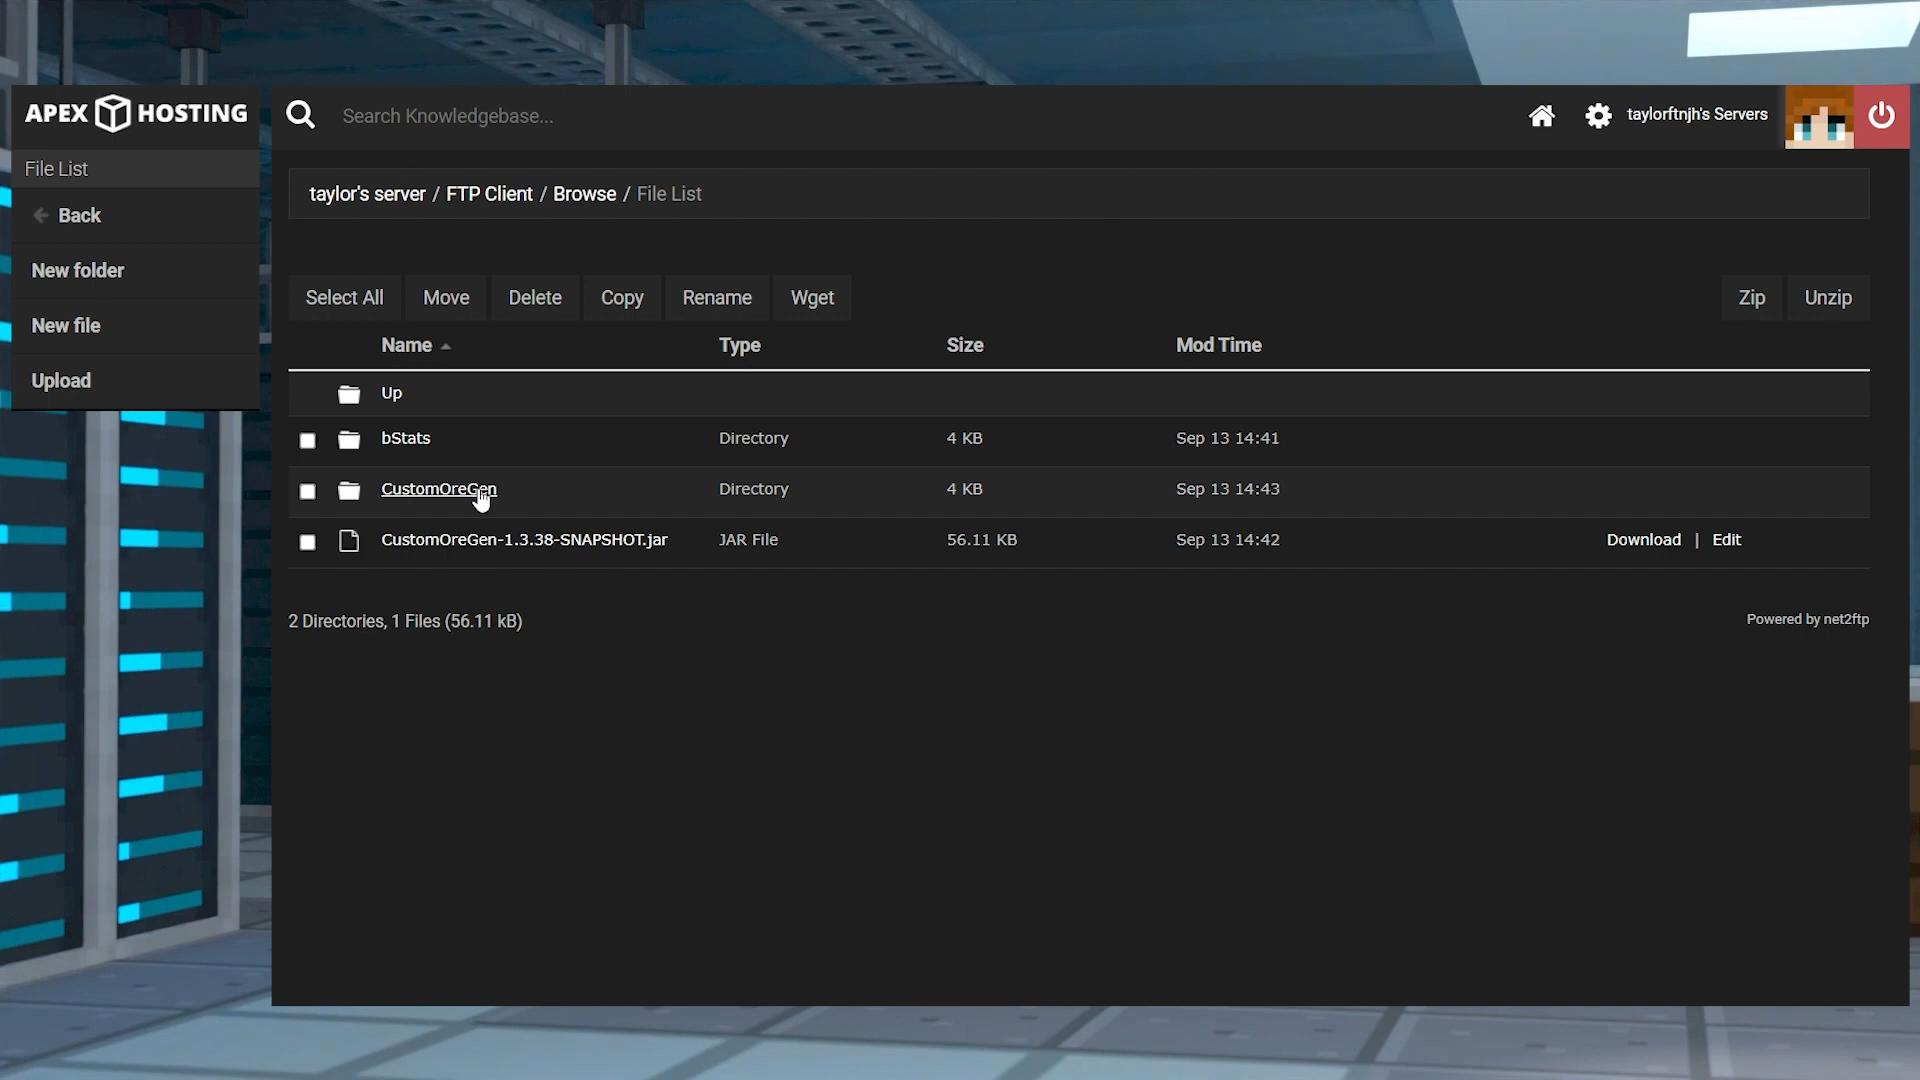 APEX HOSTING
Search Knowledgebase...
taylorftnjh's Servers
File List
Back
New folder
New file
Upload
taylor's server / FTP Client / Browse / File List
Select All Move Delete Copy Rename Wget Zip Unzip
Name Type Size Mod Time
Up
bStats Directory 4 KB Sep 13 14:41
CustomOreGen Directory 4 KB Sep 13 14:43
CustomOreGen-1.3.38-SNAPSHOT.jar JAR File 56.11 KB Sep 13 14:42 Download | Edit
2 Directories, 1 Files (56.11 kB)
Powered by net2ftp